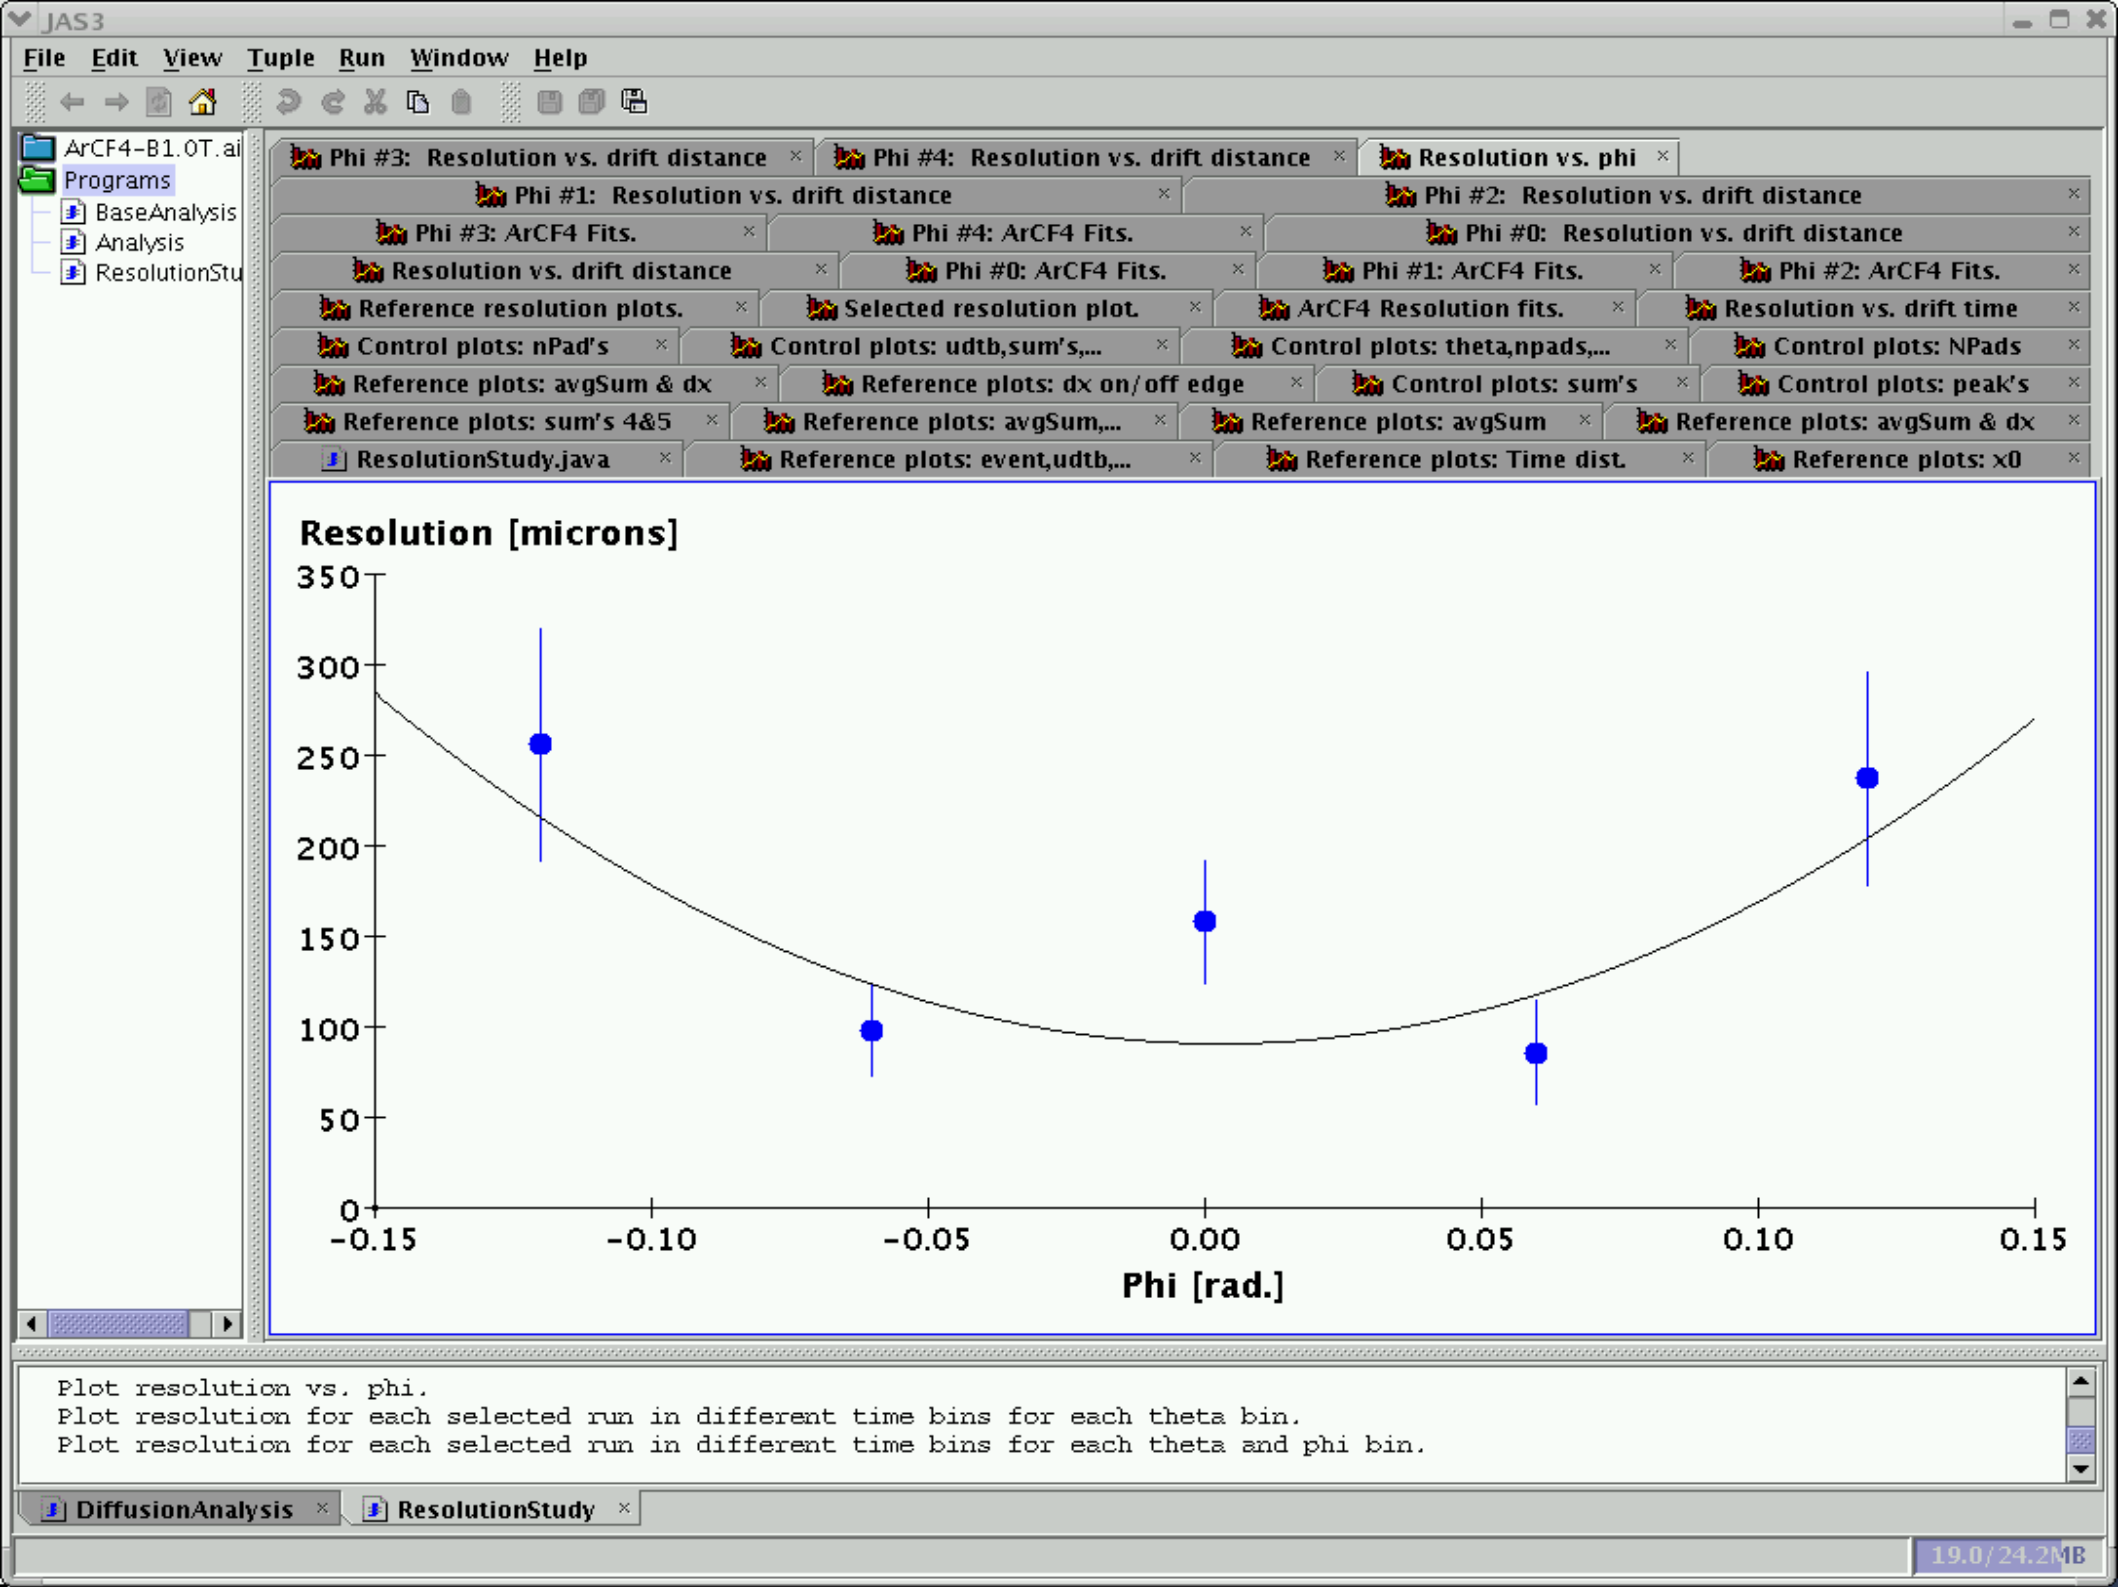 JAS3
File Edit View Tuple Run Window Help
ArCF4-B1.0T.ai
Programs
BaseAnalysis
Analysis
ResolutionStu
Phi #3: Resolution vs. drift distance Phi #4: Resolution vs. drift distance Resolution vs. phi
Phi #1: Resolution vs. drift distance Phi #2: Resolution vs. drift distance
Phi #3: ArCF4 Fits. Phi #4: ArCF4 Fits. Phi #0: Resolution vs. drift distance
Resolution vs. drift distance Phi #0: ArCF4 Fits. Phi #1: ArCF4 Fits. Phi #2: ArCF4 Fits.
Reference resolution plots. Selected resolution plot. ArCF4 Resolution fits. Resolution vs. drift time
Control plots: nPad's Control plots: udtb,sum's,... Control plots: theta,npads,... Control plots: NPads
Reference plots: avgSum & dx Reference plots: dx on/off edge Control plots: sum's Control plots: peak's
Reference plots: sum's 4&5 Reference plots: avgSum,... Reference plots: avgSum Reference plots: avgSum & dx
ResolutionStudy.java Reference plots: event,udtb,... Reference plots: Time dist. Reference plots: x0
Resolution [microns]
350
300
250
200
150
100
50
0
-0.15 -0.10 -0.05 0.00 0.05 0.10 0.15
Phi [rad.]
Plot resolution vs. phi.
Plot resolution for each selected run in different time bins for each theta bin.
Plot resolution for each selected run in different time bins for each theta and phi bin.
DiffusionAnalysis ResolutionStudy
19.0/24.2MB